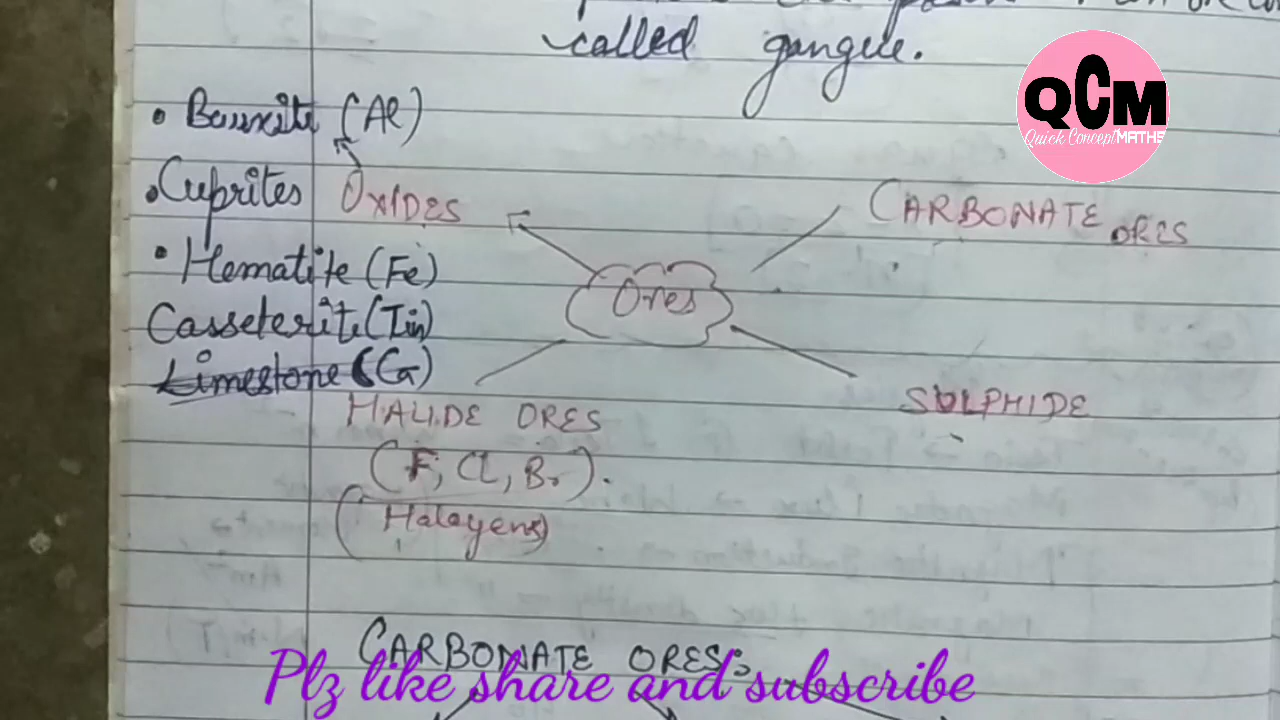 called gangue.
QCM
Quick Concept MATHS
• Bauxite (Al)
• Cuprites
OXIDES
CARBONATE ORES
• Hematite (Fe)
Ores
Casseterite (Tin)
Limestone (Ca)
HALIDE ORES
SULPHIDE
(F, Cl, Br).
(Halogens)
CARBONATE ORES:
Plz like share and subscribe